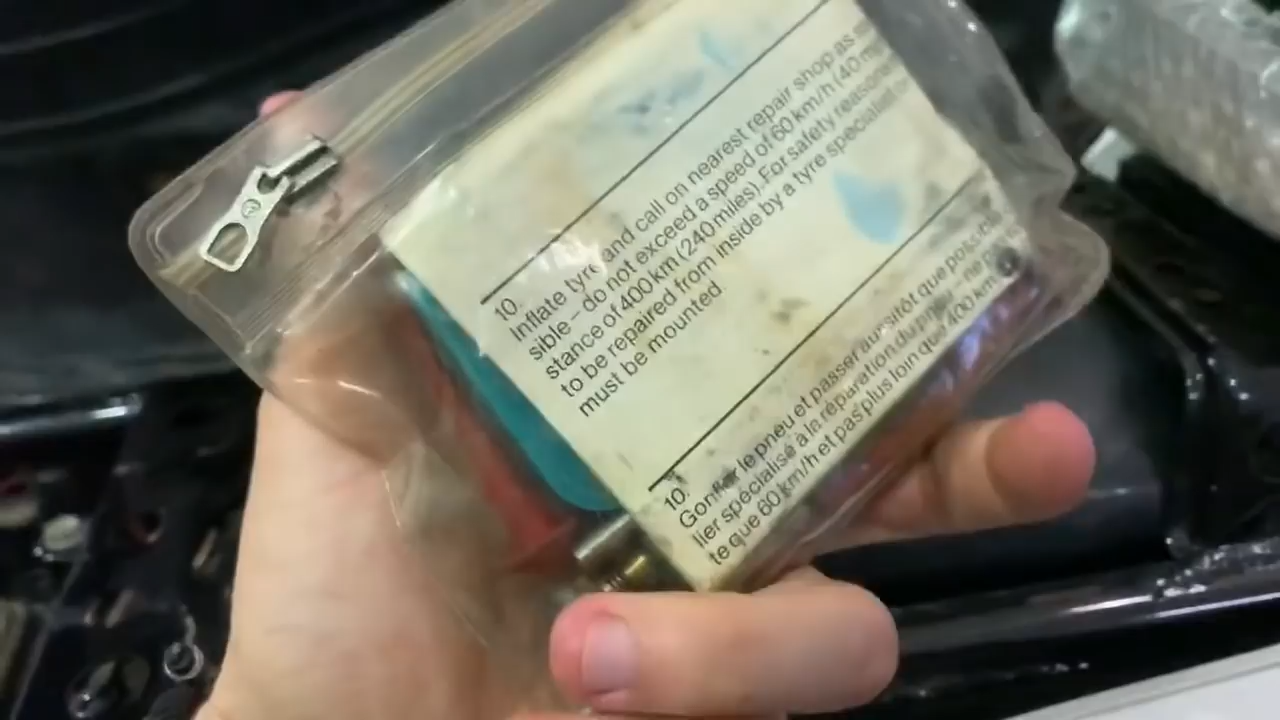 10.
Inflate tyre and call on nearest repair shop as
sible – do not exceed a speed of 60 km/h (40
stance of 400 km (240 miles). For safety reasons
to be repaired from inside by a tyre specialist
must be mounted
10.
Gonfler le pneu et passer aussitôt que possible
lier spécialisé à la réparation du pneu – ne
te que 60 km/h et pas plus loin que 400 km